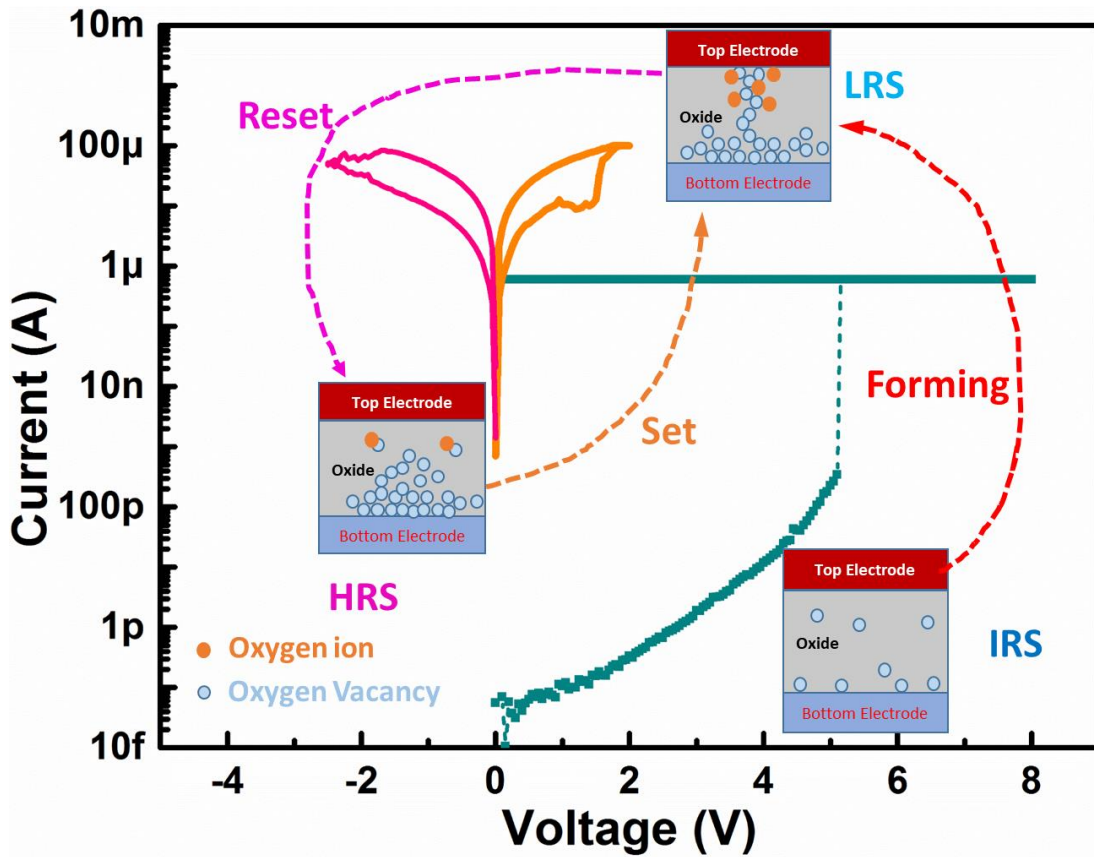 10m
100μ
1μ
10n
100p
1p
10f
Current (A)
-4
-2
0
2
4
6
8
Voltage (V)
Reset
Top Electrode
Oxide
Bottom Electrode
LRS
Forming
Set
Top Electrode
Oxide
Bottom Electrode
HRS
Oxygen ion
Oxygen Vacancy
Top Electrode
Oxide
Bottom Electrode
IRS